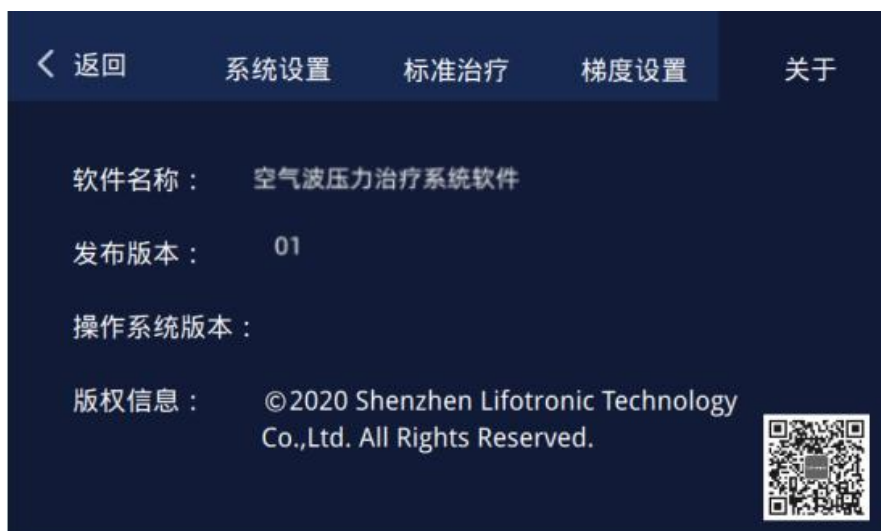 返回 系统设置 标准治疗 梯度设置 关于
软件名称： 空气波压力治疗系统软件
发布版本： 01
操作系统版本：
版权信息： ©2020 Shenzhen Lifotronic Technology
Co.,Ltd. All Rights Reserved.